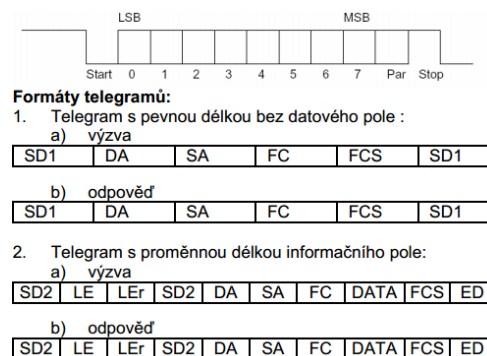 LSB MSB
Start 0 1 2 3 4 5 6 7 Par Stop
Formáty telegramů:
1. Telegram s pevnou délkou bez datového pole :
a) výzva
SD1 DA SA FC FCS SD1
b) odpověď
SD1 DA SA FC FCS SD1
2. Telegram s proměnnou délkou informačního pole:
a) výzva
SD2 LE LEr SD2 DA SA FC DATA FCS ED
b) odpověď
SD2 LE LEr SD2 DA SA FC DATA FCS ED